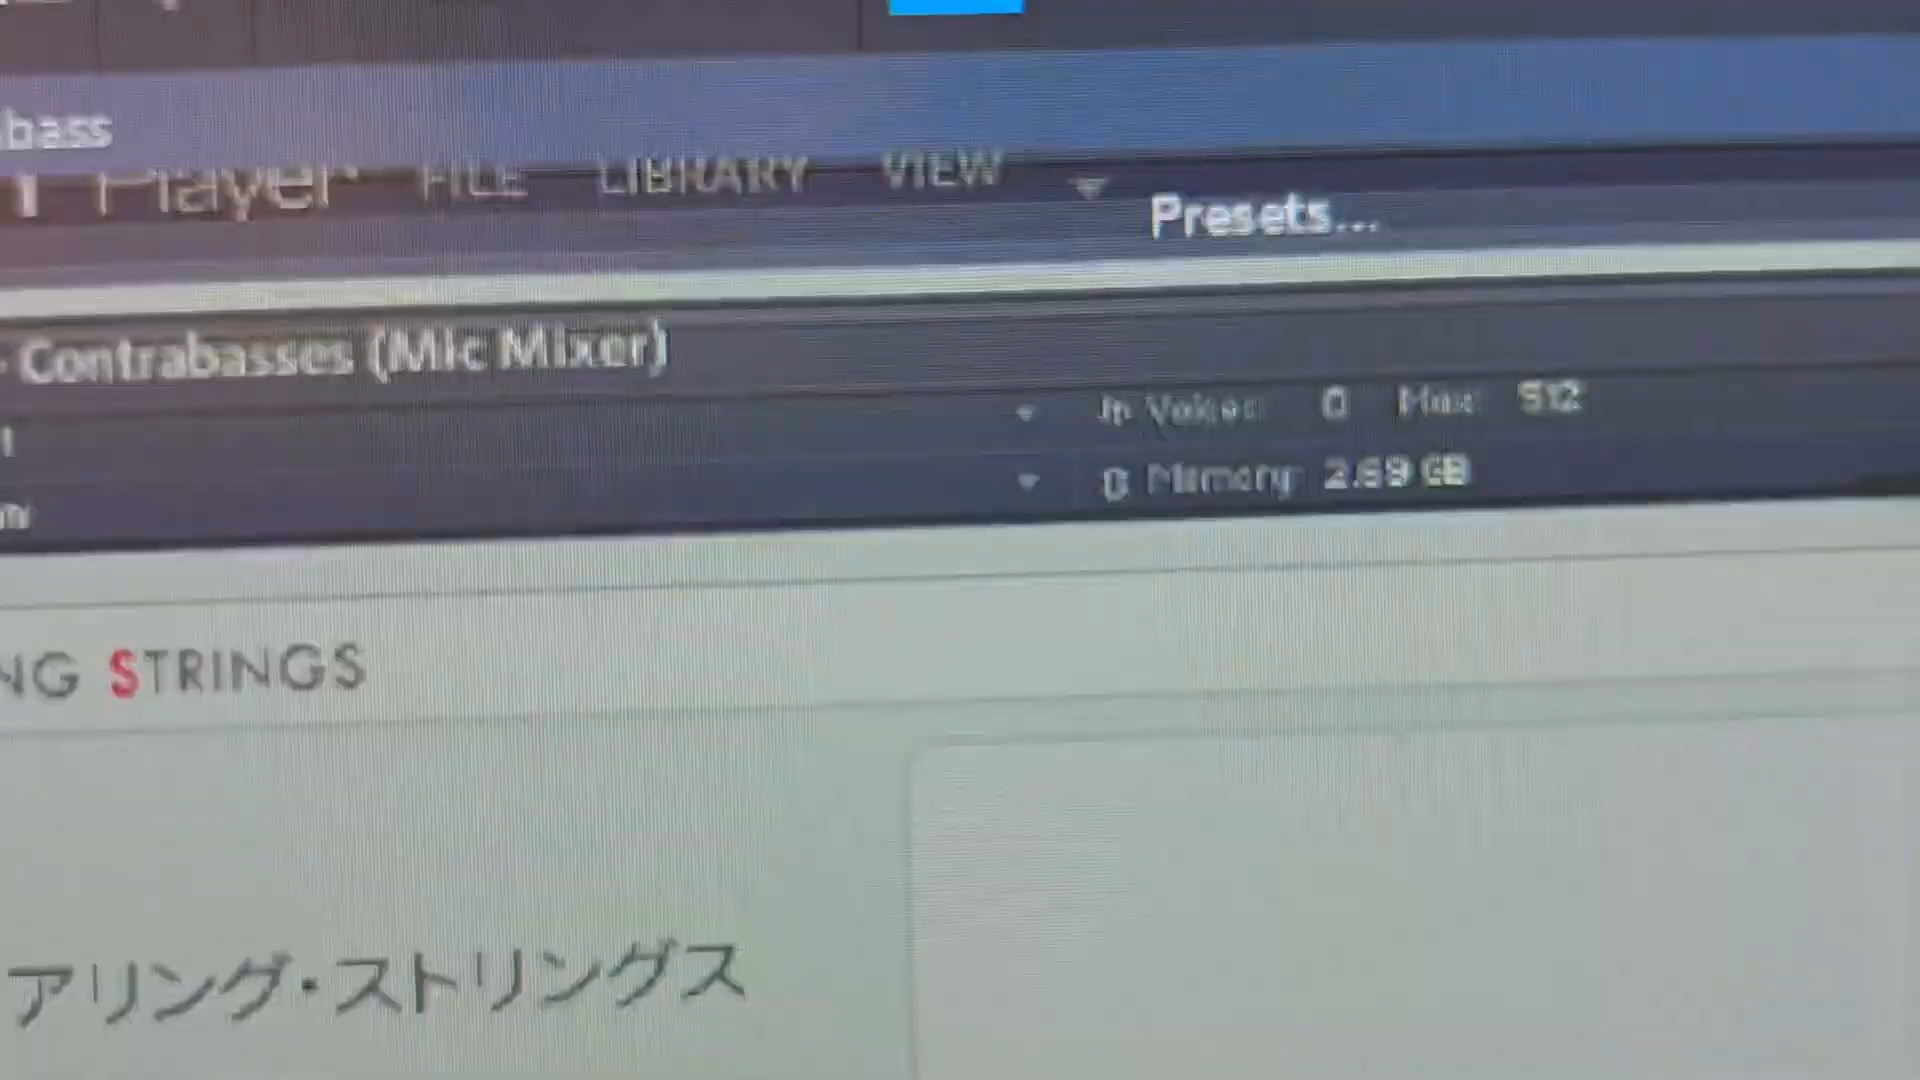 bass
Player FILE LIBRARY VIEW
Presets...
- Contrabasses (Mic Mixer)
Voices: 0 Max: 512
Memory: 2.69 GB
NG STRINGS
アリング・ストリングス